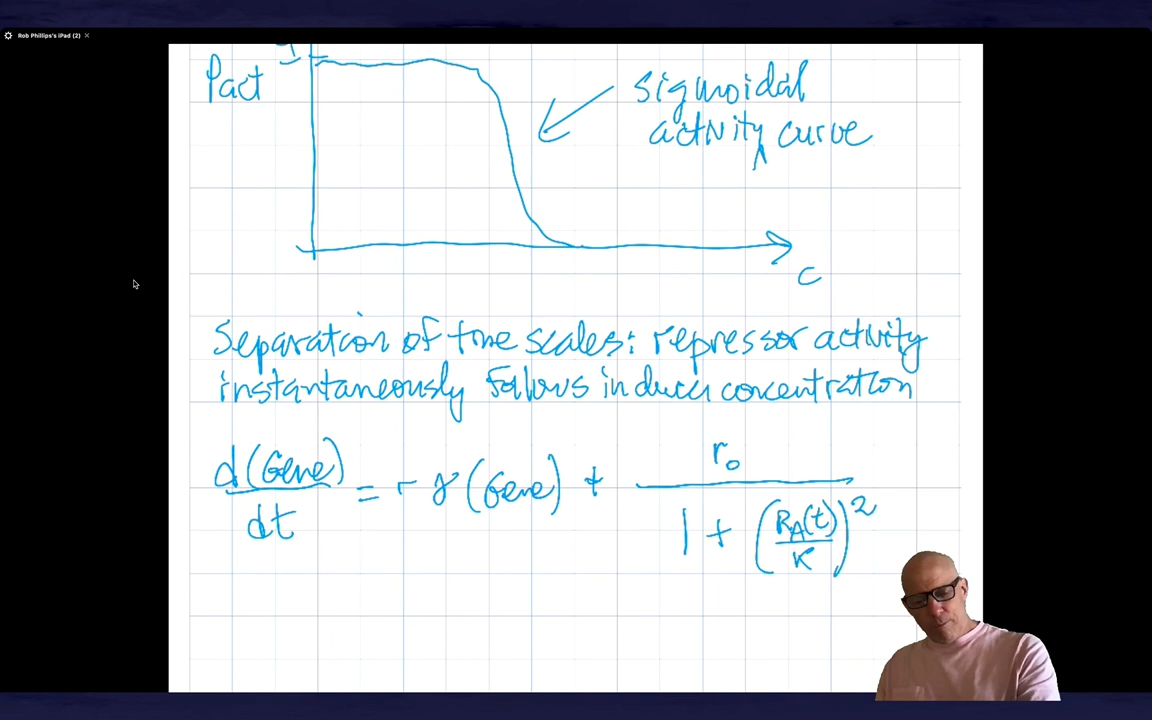 Rob Phillips's iPad (2)
1
Pact
sigmoidal
activity curve
C
Separation of time scales: repressor activity
instantaneously follows inducer concentration
d(Gene)/dt = - γ(Gene) + r₀/(1 + (R_A(t)/K)²)